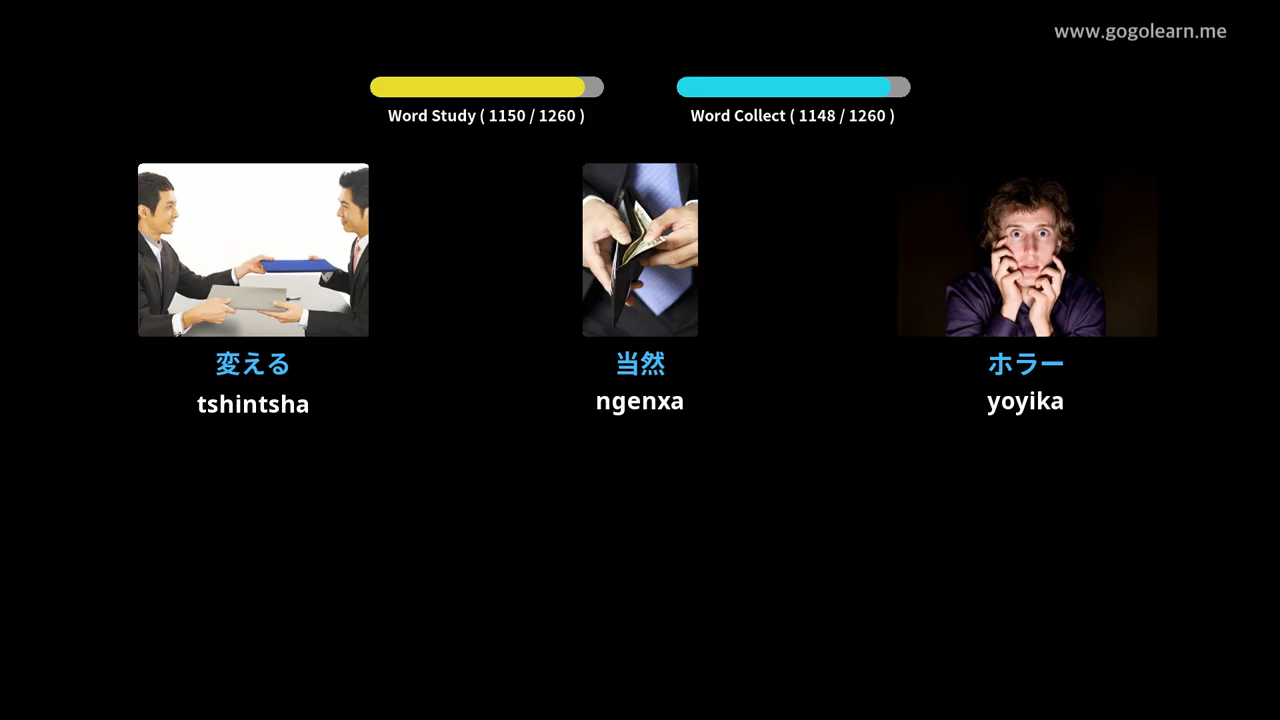 www.gogolearn.me
Word Study ( 1150 / 1260 )
Word Collect ( 1148 / 1260 )
変える
tshintsha
当然
ngenxa
ホラー
yoyika